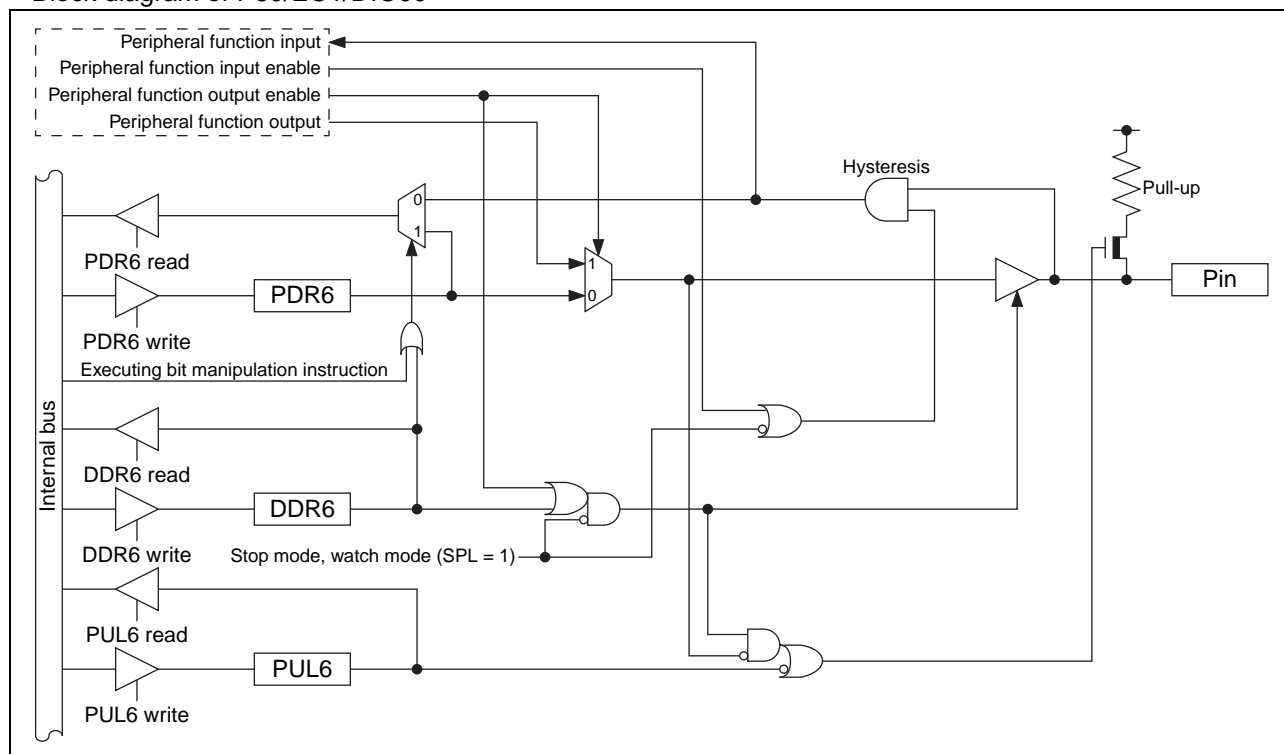 Peripheral function input
Peripheral function input enable
Peripheral function output enable
Peripheral function output
Hysteresis
Pull-up
0
1
PDR6 read
1
0
PDR6
Pin
PDR6 write
Executing bit manipulation instruction
Internal bus
DDR6 read
DDR6
DDR6 write
Stop mode, watch mode (SPL = 1)
PUL6 read
PUL6
PUL6 write